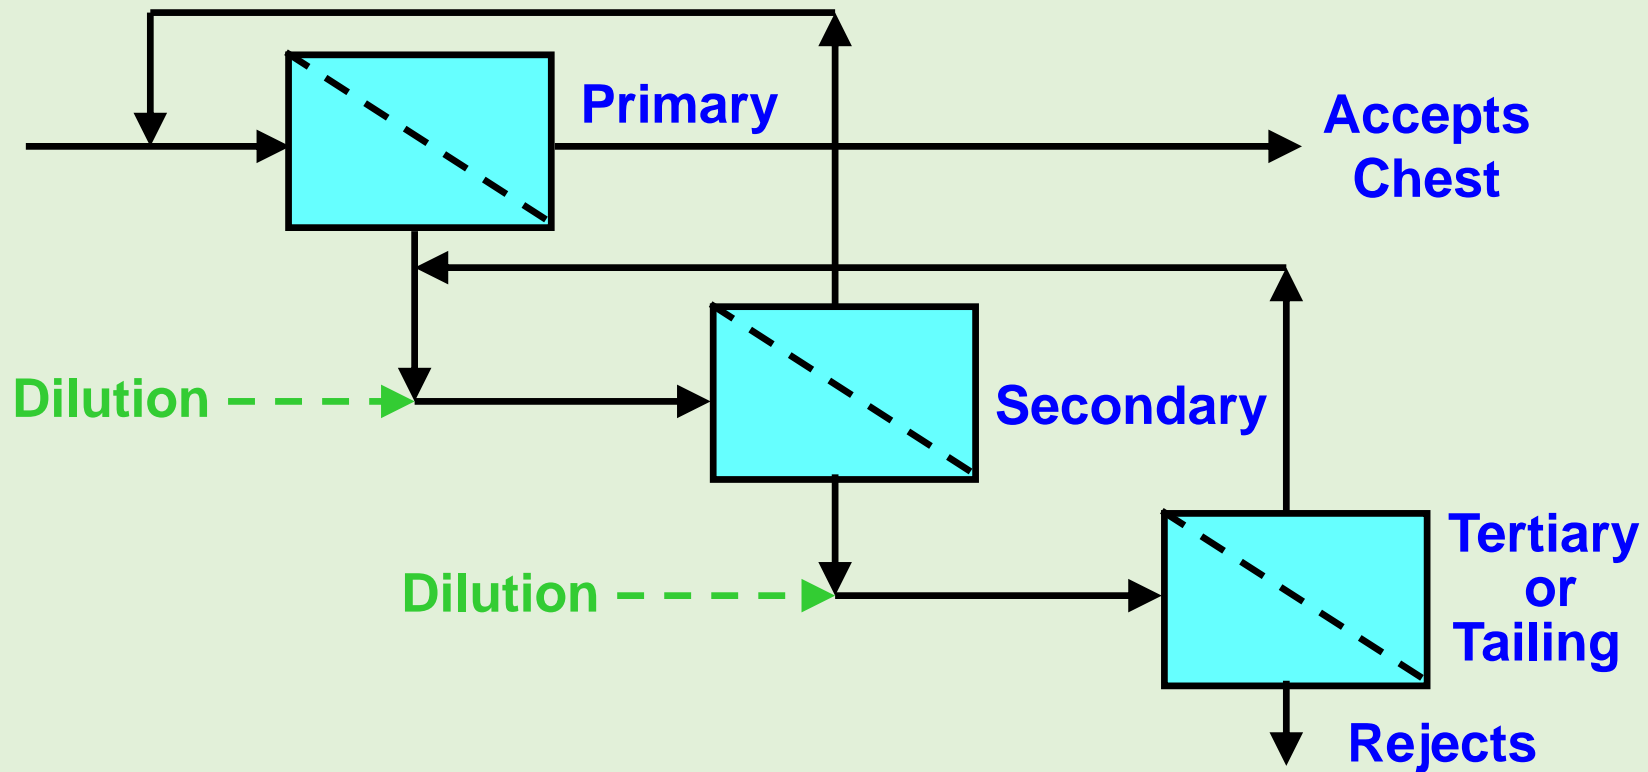 Primary
Accepts
Chest
Dilution
Secondary
Dilution
Tertiary
or
Tailing
Rejects